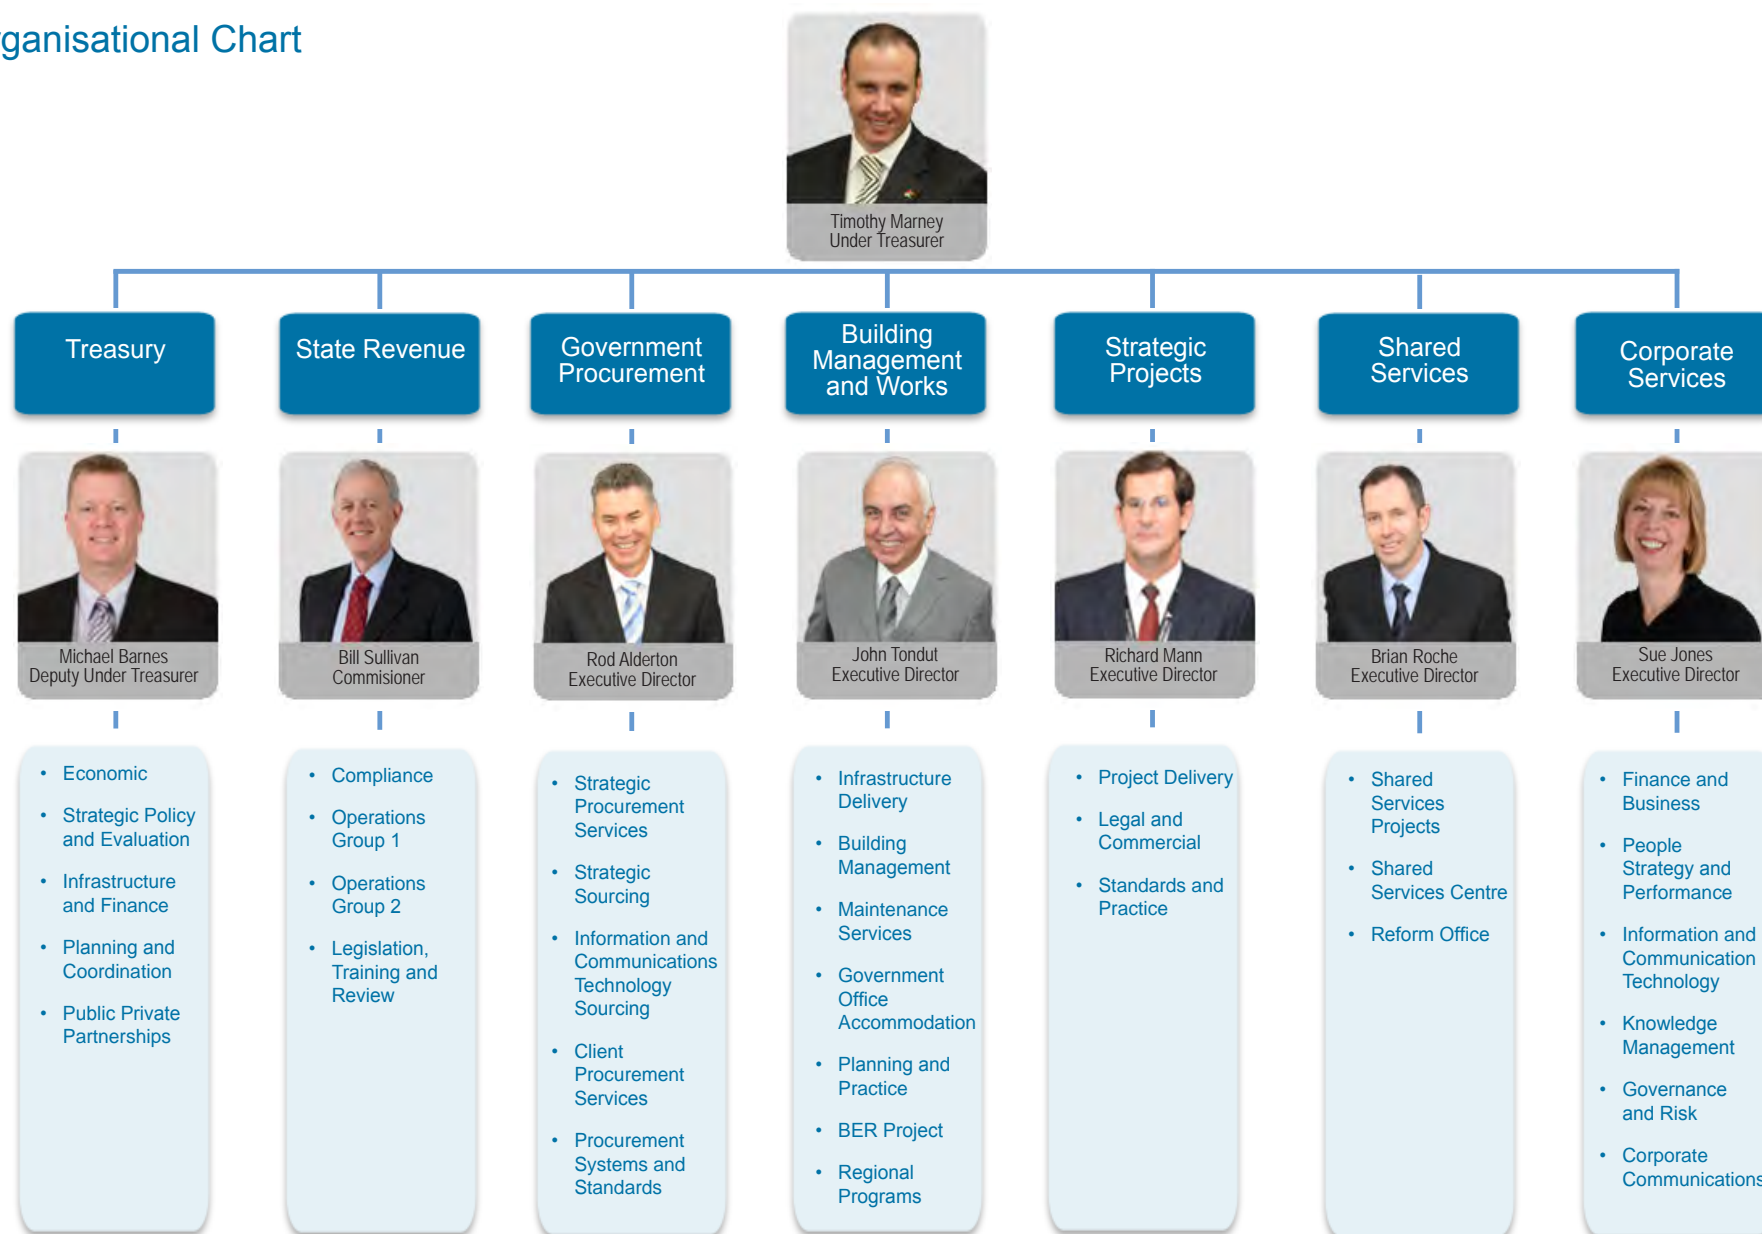 rganisational Chart
Timothy Marney
Under Treasurer
Treasury
State Revenue
Government
Procurement
Building
Management
and Works
Strategic
Projects
Shared
Services
Corporate
Services
Michael Barnes
Deputy Under Treasurer
Bill Sullivan
Commisioner
Rod Alderton
Executive Director
John Tondut
Executive Director
Richard Mann
Executive Director
Brian Roche
Executive Director
Sue Jones
Executive Director
• Economic
• Strategic Policy
and Evaluation
• Infrastructure
and Finance
• Planning and
Coordination
• Public Private
Partnerships
• Compliance
• Operations
Group 1
• Operations
Group 2
• Legislation,
Training and
Review
• Strategic
Procurement
Services
• Strategic
Sourcing
• Information and
Communications
Technology
Sourcing
• Client
Procurement
Services
• Procurement
Systems and
Standards
• Infrastructure
Delivery
• Building
Management
• Maintenance
Services
• Government
Office
Accommodation
• Planning and
Practice
• BER Project
• Regional
Programs
• Project Delivery
• Legal and
Commercial
• Standards and
Practice
• Shared
Services
Projects
• Shared
Services Centre
• Reform Office
• Finance and
Business
• People
Strategy and
Performance
• Information and
Communication
Technology
• Knowledge
Management
• Governance
and Risk
• Corporate
Communications